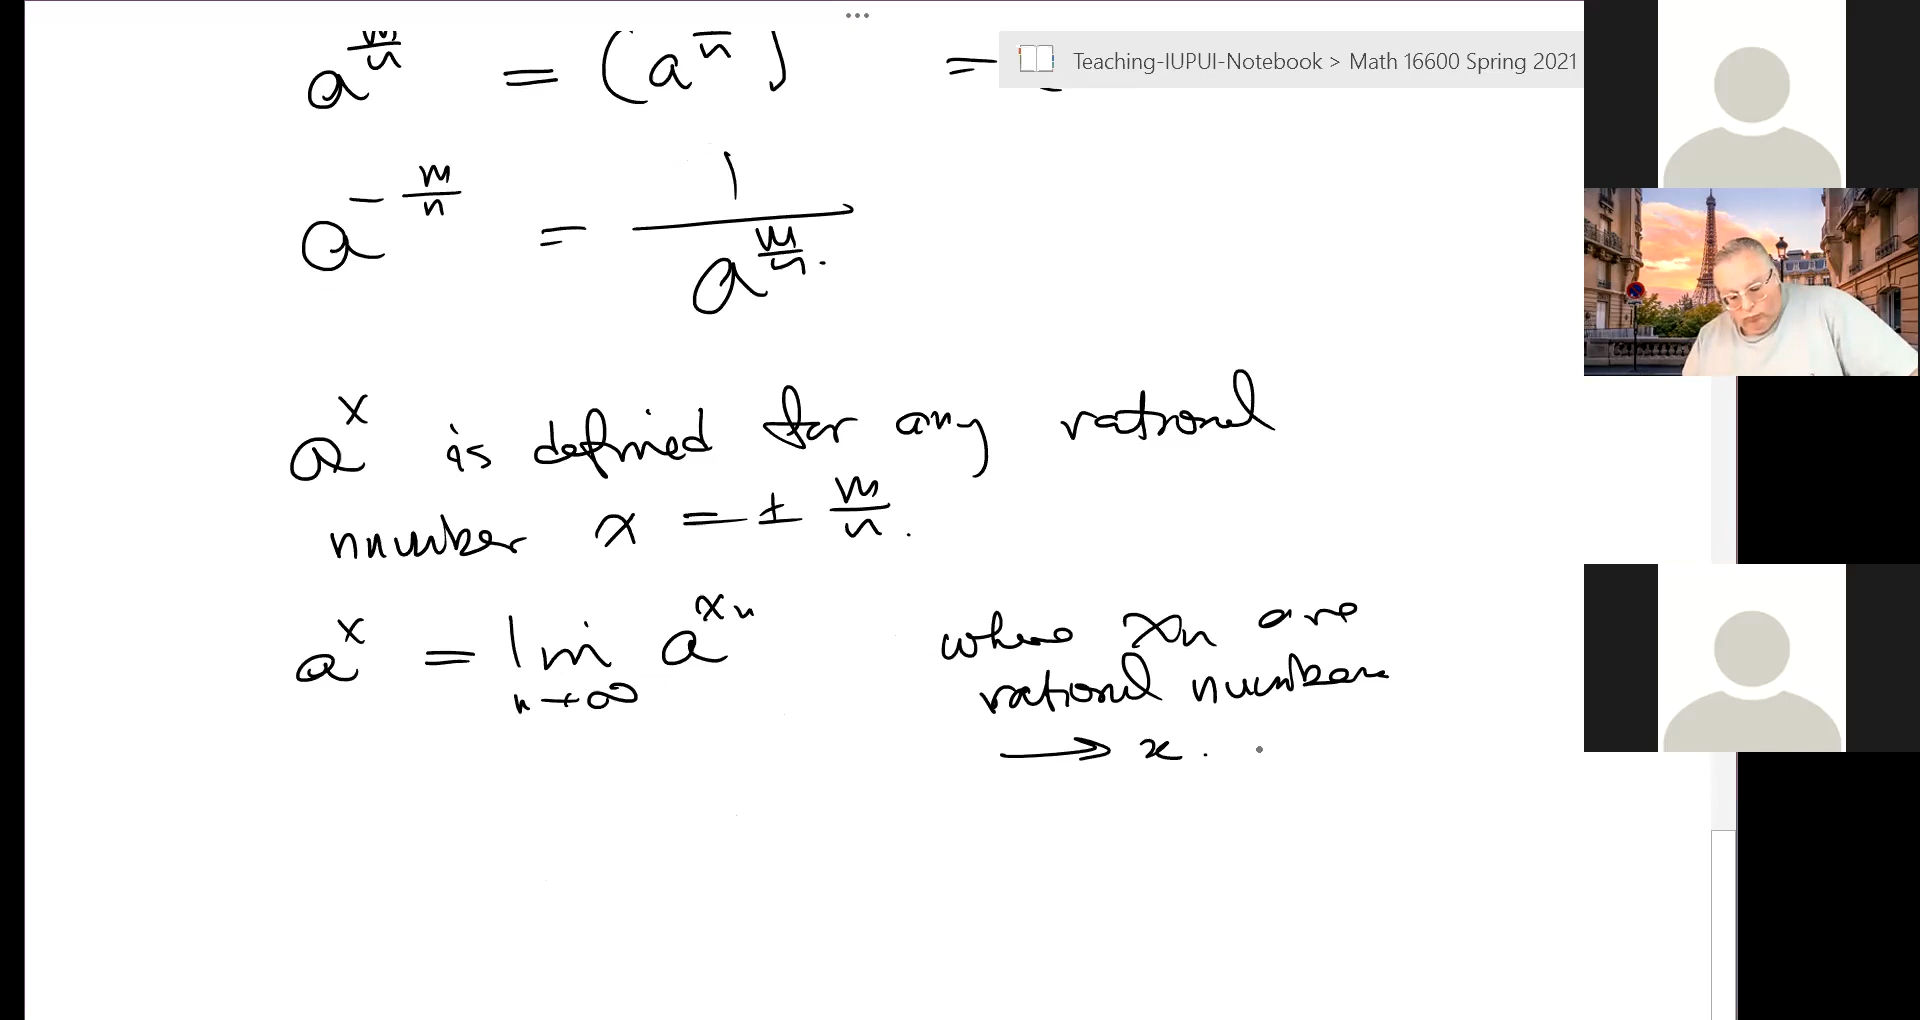 ...
Teaching-IUPUI-Notebook > Math 16600 Spring 2021
a^(m/n) = (a^(1/n)) =
a^(-m/n) = 1/a^(m/n).
a^x is defined for any rational
number x = ± m/n.
a^x = lim n→∞ a^(x_n) where x_n are
rational numbers
→ x.